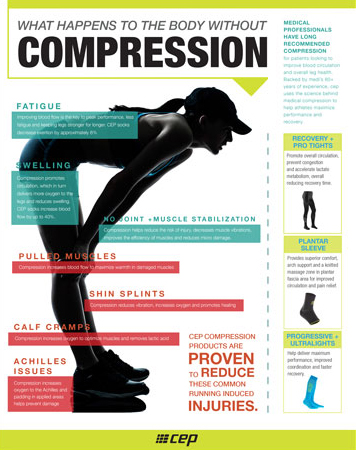 WHAT HAPPENS TO THE BODY WITHOUT
COMPRESSION
MEDICAL
PROFESSIONALS
HAVE LONG
RECOMMENDED
COMPRESSION
for patients looking to
improve blood circulation
and overall leg health.
Backed by medi's 60+
years of experience, cep
uses the science behind
medical compression to
help athletes maximize
performance and
recovery.
FATIGUE
Improving blood flow is the key to peak performance, less
fatigue and keeping legs stronger for longer. CEP socks
decrease exertion by approximately 6%
SWELLING
Compression promotes
circulation, which in turn
delivers more oxygen to the
legs and reduces swelling.
CEP socks increase blood
flow by up to 40%.
NO JOINT + MUSCLE STABILIZATION
Compression helps reduce the risk of injury, decrease muscle vibrations,
improves the efficiency of muscles and reduces micro damage
PULLED MUSCLES
Compression increases blood flow to maximize warmth in damaged muscles
SHIN SPLINTS
Compression reduces vibration, increase oxygen and promotes healing
CALF CRAMPS
Compression increases oxygen to optimize muscles and removes lactic acid
ACHILLES
ISSUES
Compression increases
oxygen to the Achilles and
padding in applied areas
helps prevent damage
CEP COMPRESSION
PRODUCTS ARE
PROVEN
TO REDUCE
THESE COMMON
RUNNING INDUCED
INJURIES.
RECOVERY +
PRO TIGHTS
Promote overall circulation,
prevent congestion
and accelerate lactate
metabolism, overall
reducing recovery time.
PLANTAR
SLEEVE
Provides superior comfort,
arch support and a knitted
massage zone in plantar
fascia area for improved
circulation and pain relief.
PROGRESSIVE +
ULTRALIGHTS
Help deliver maximum
performance, improved
coordination and faster
recovery.
cep